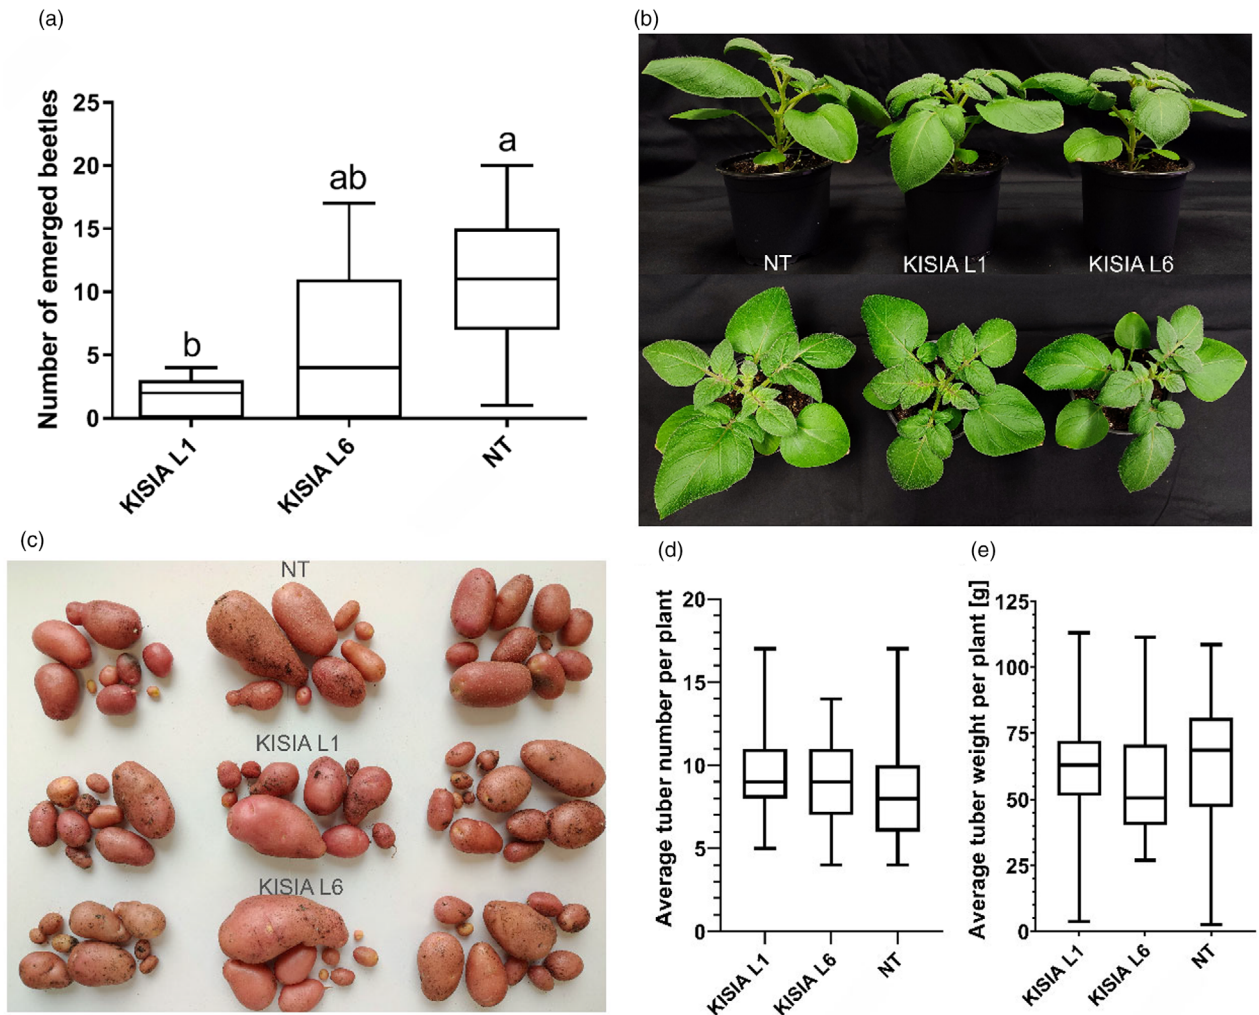 (a)
Number of emerged beetles
25
20
15
10
5
0
b
ab
a
KISIA L1
KISIA L6
NT
(b)
NT
KISIA L1
KISIA L6
(c)
NT
KISIA L1
KISIA L6
(d)
Average tuber number per plant
20
15
10
5
0
KISIA L1
KISIA L6
NT
(e)
Average tuber weight per plant [g]
125
100
75
50
25
0
KISIA L1
KISIA L6
NT